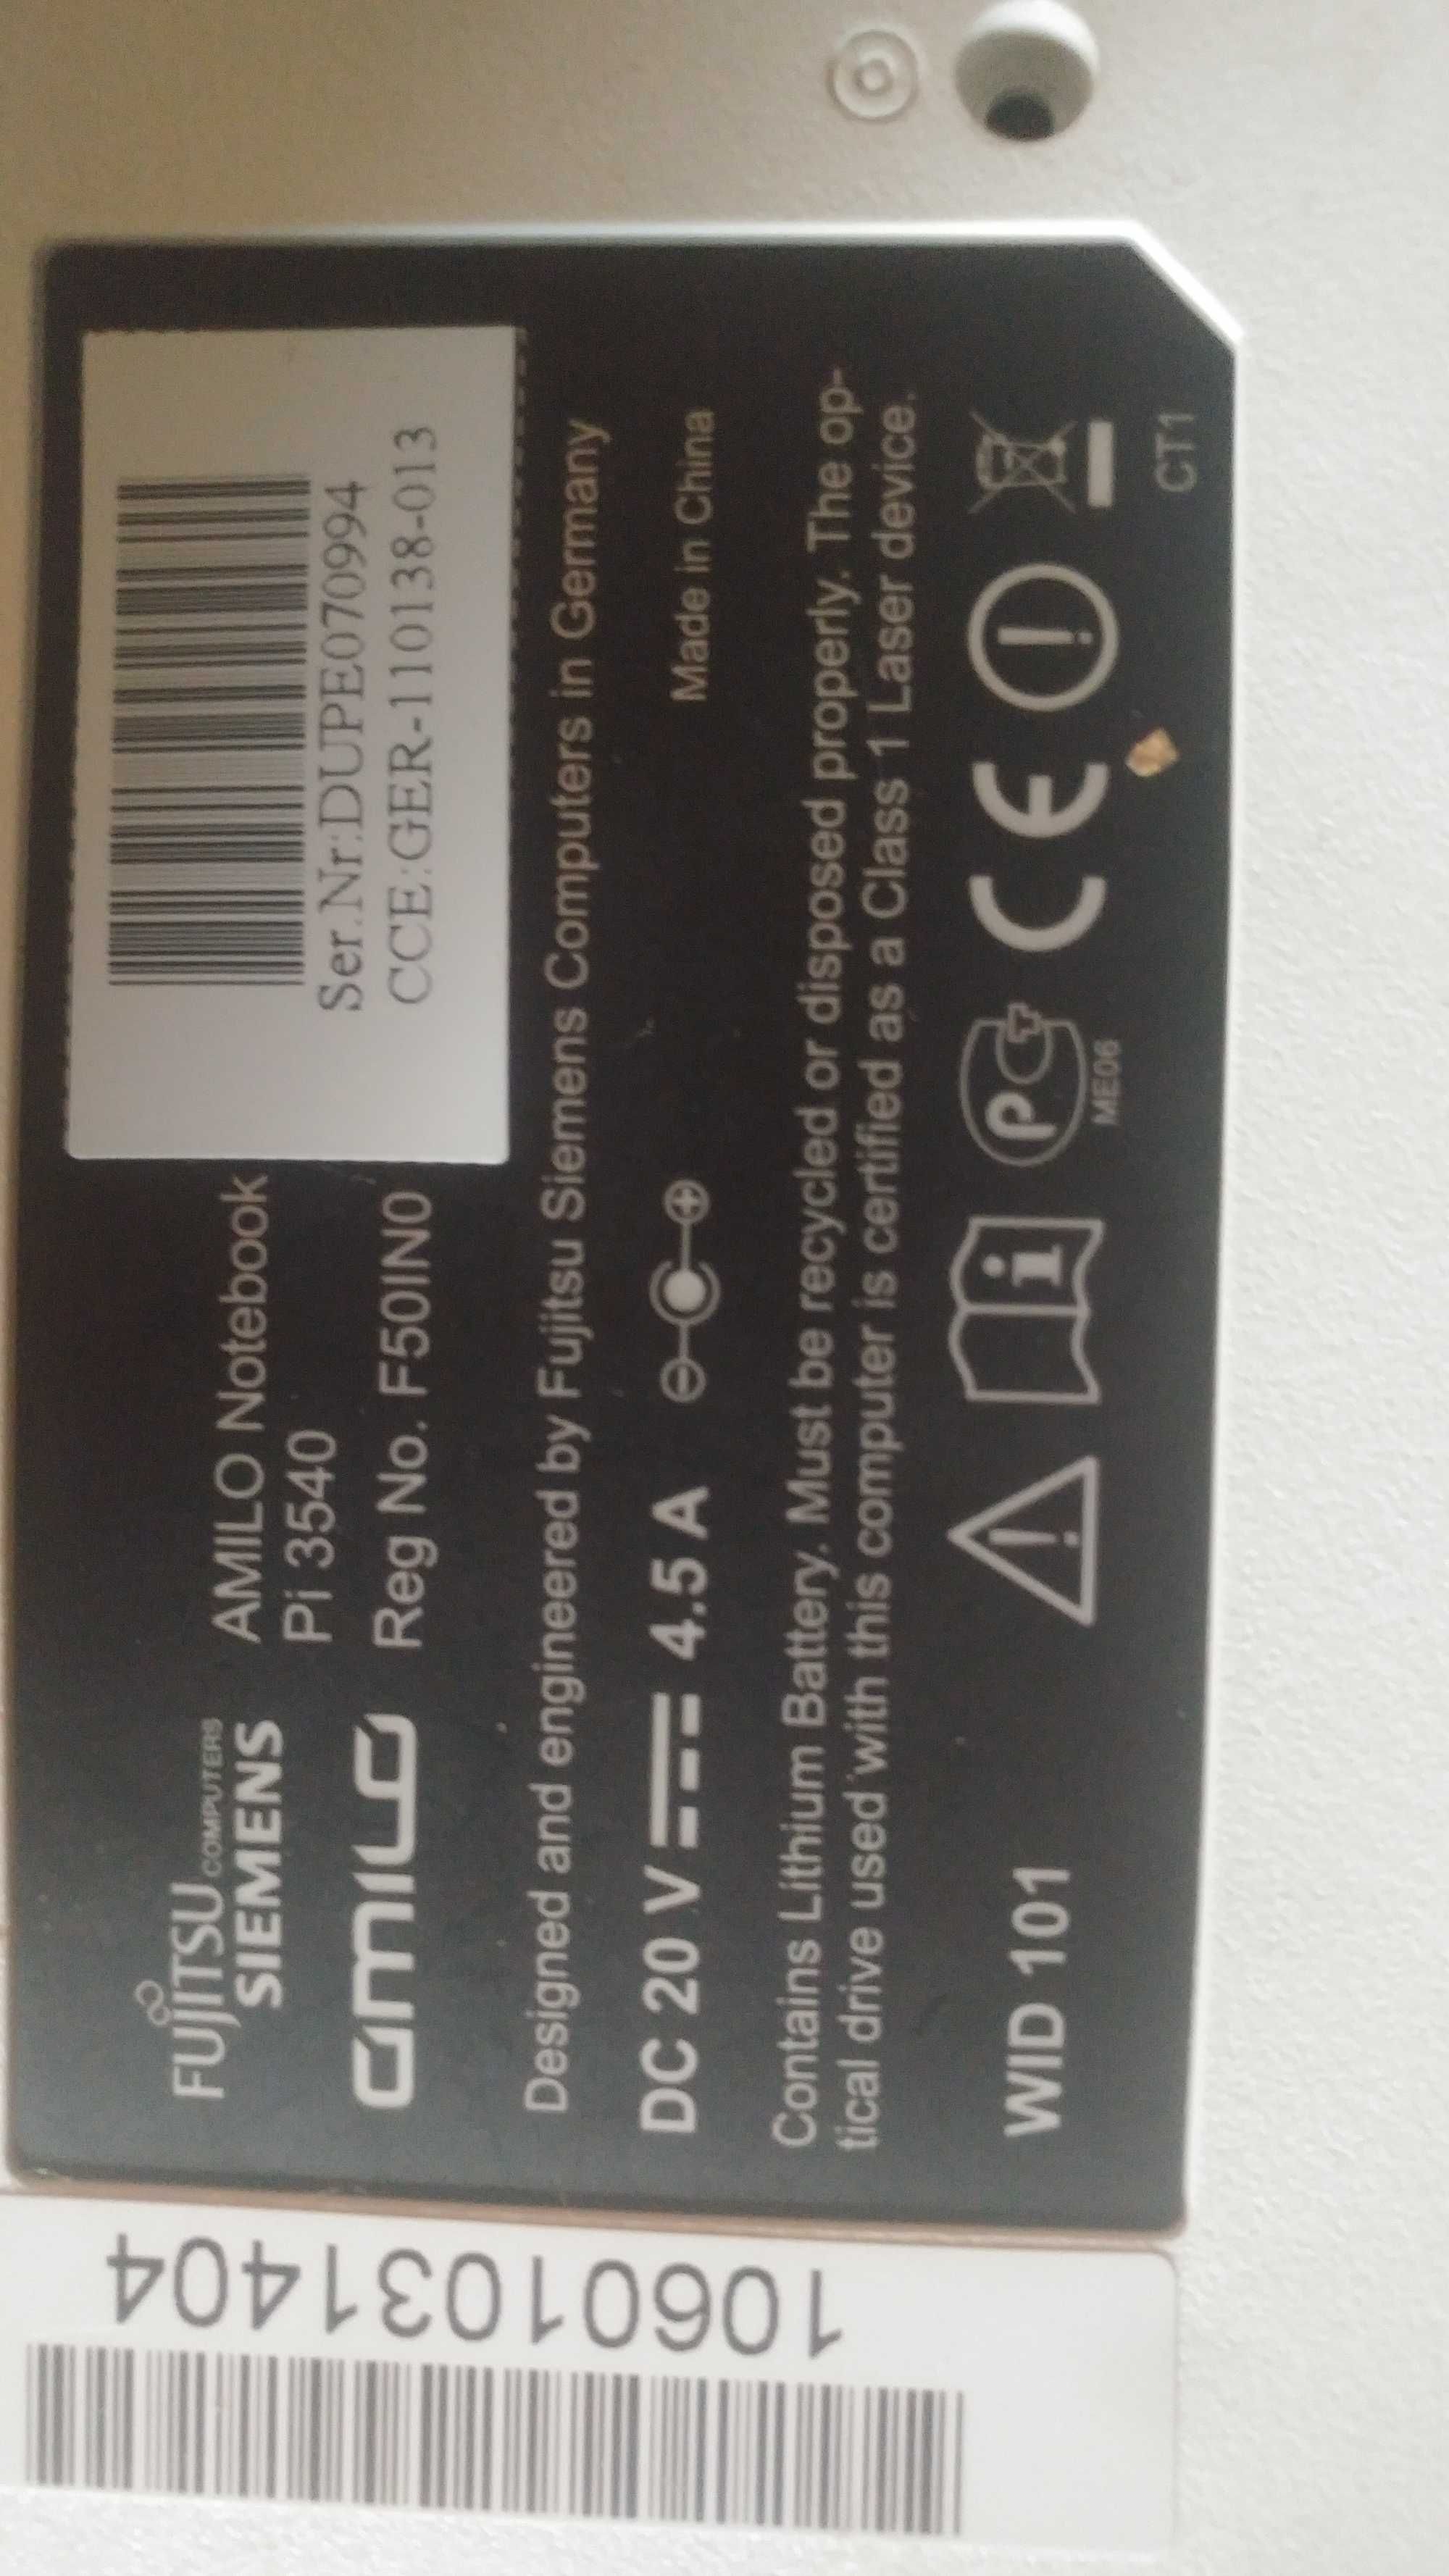 FUJITSU COMPUTERS
SIEMENS
AMILO Notebook
Pi 3540
amilo
Reg No. F50IN0
Ser.Nr:DUPE070994
CCE:GER-110138-013
Designed and engineered by Fujitsu Siemens Computers in Germany
DC 20 V 4.5 A
Made in China
Contains Lithium Battery. Must be recycled or disposed properly. The op-
tical drive used with this computer is certified as a Class 1 Laser device.
WID 101
i
PCT
ME06
CE
CT1
10601031404